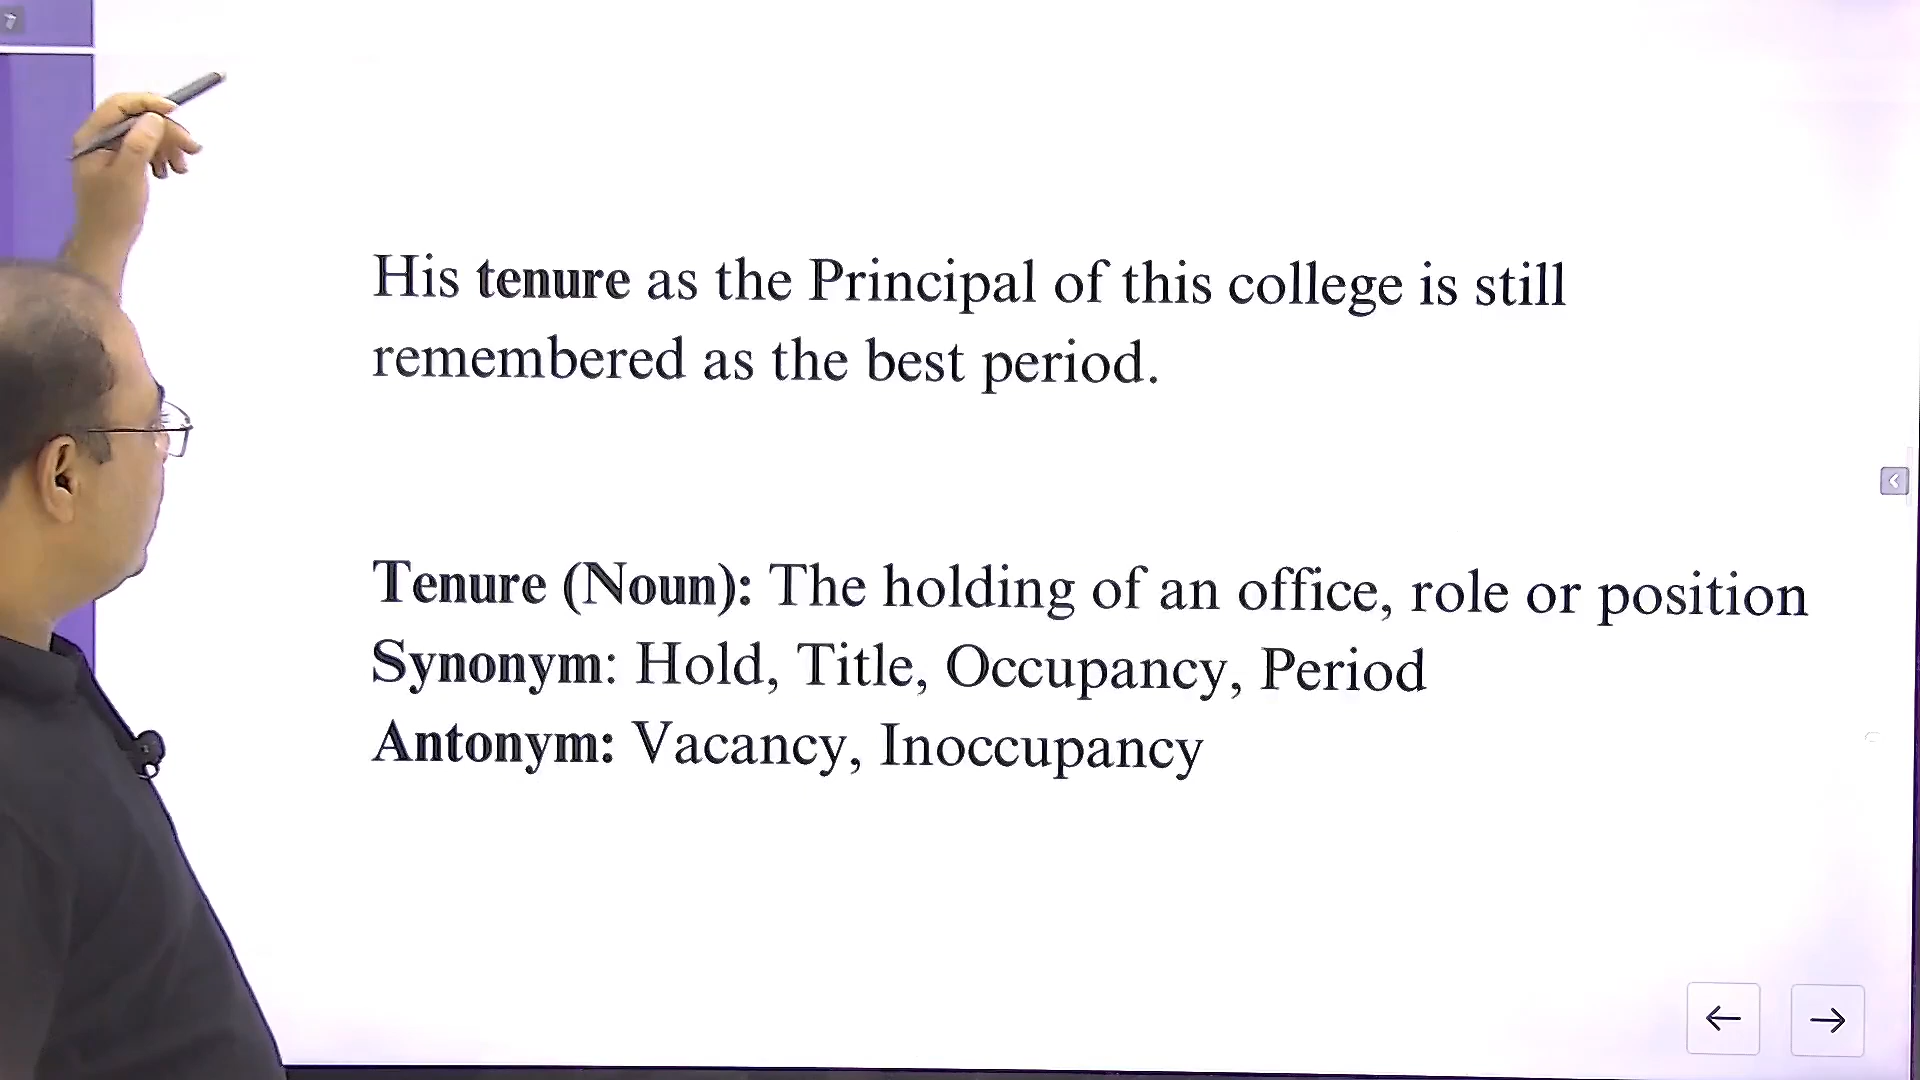 His tenure as the Principal of this college is still
remembered as the best period.
Tenure (Noun): The holding of an office, role or position
Synonym: Hold, Title, Occupancy, Period
Antonym: Vacancy, Inoccupancy